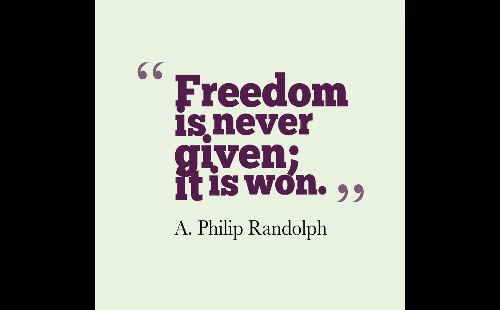 “
Freedom
is never
given;
it is won. ”
A. Philip Randolph